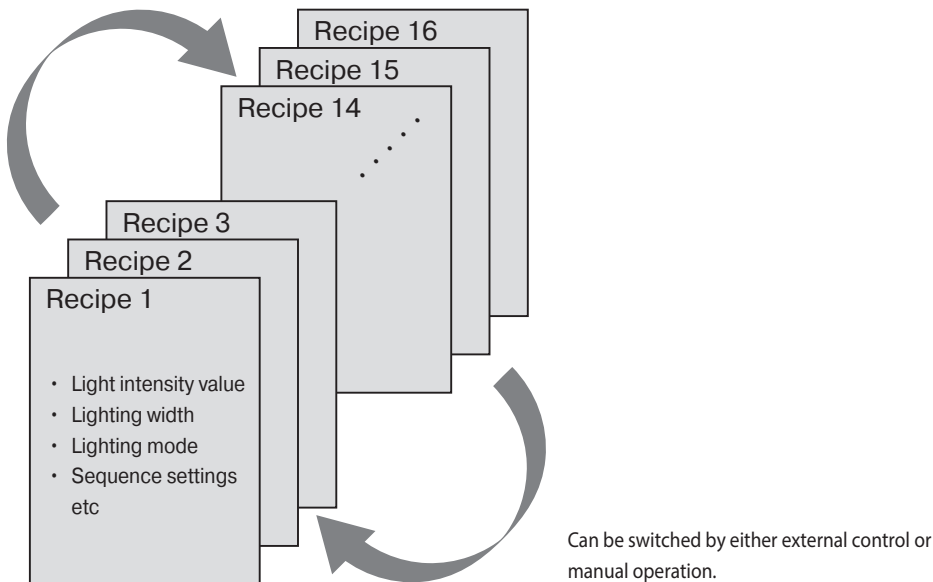 Recipe 16
Recipe 15
Recipe 14
Recipe 3
Recipe 2
Recipe 1
・ Light intensity value
・ Lighting width
・ Lighting mode
・ Sequence settings
etc
Can be switched by either external control or
manual operation.